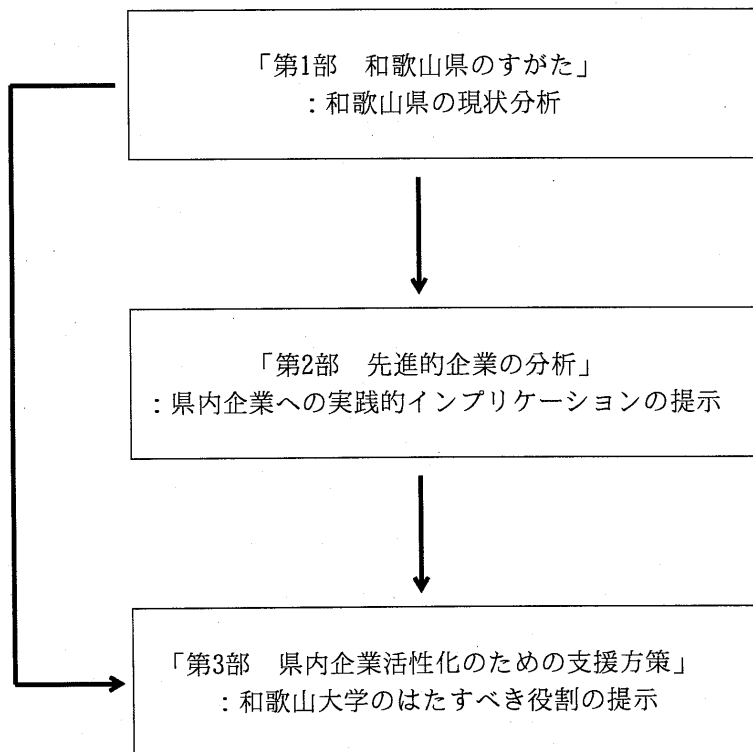 「第1部　和歌山県のすがた」
：和歌山県の現状分析
「第2部　先進的企業の分析」
：県内企業への実践的インプリケーションの提示
「第3部　県内企業活性化のための支援方策」
：和歌山大学のはたすべき役割の提示